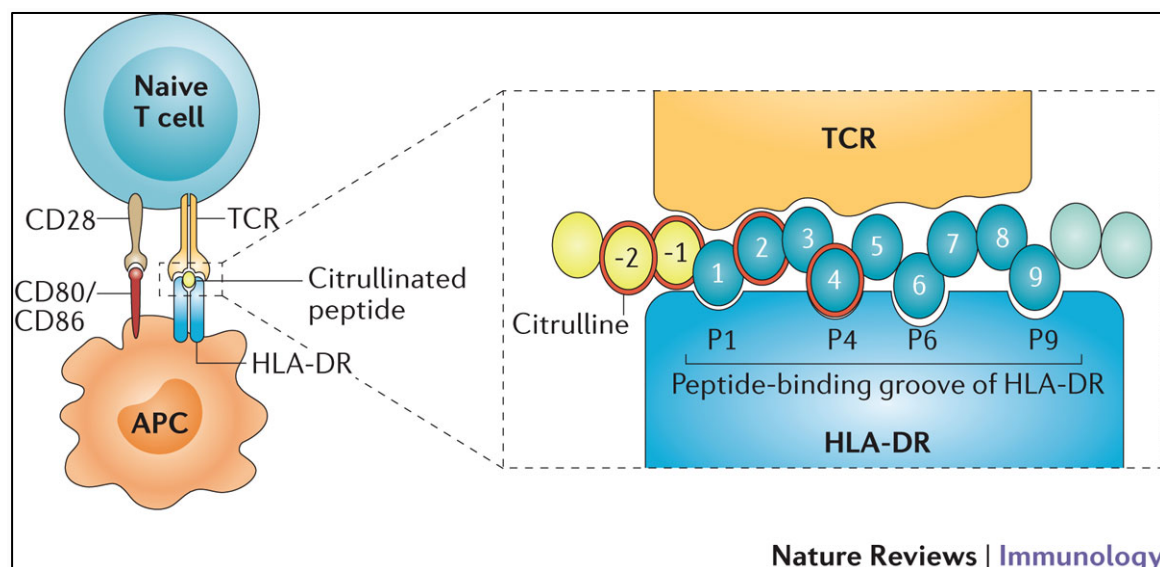 Naive
T cell
CD28
TCR
CD80/
CD86
Citrullinated
peptide
HLA-DR
APC
TCR
-2 -1 1 2 3 4 5 6 7 8 9
Citrulline
P1 P4 P6 P9
Peptide-binding groove of HLA-DR
HLA-DR
Nature Reviews | Immunology